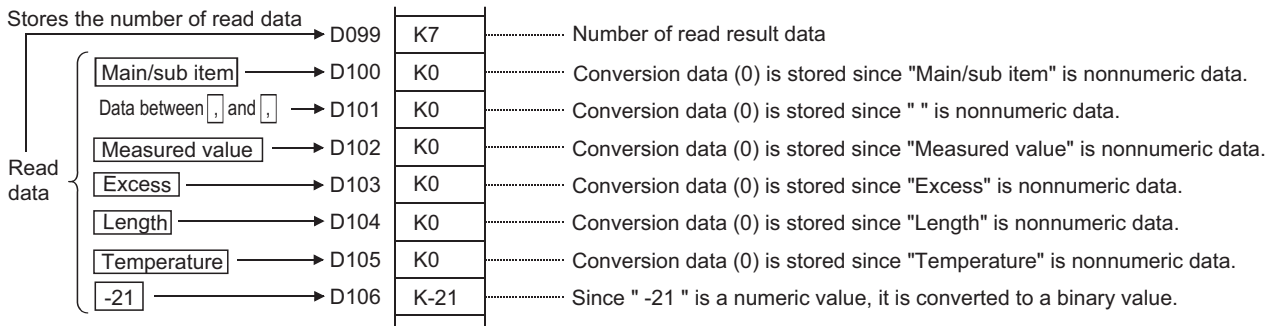 Stores the number of read data
D099 K7 Number of read result data
Main/sub item D100 K0 Conversion data (0) is stored since "Main/sub item" is nonnumeric data.
Data between , and , D101 K0 Conversion data (0) is stored since " " is nonnumeric data.
Measured value D102 K0 Conversion data (0) is stored since "Measured value" is nonnumeric data.
Read data
Excess D103 K0 Conversion data (0) is stored since "Excess" is nonnumeric data.
Length D104 K0 Conversion data (0) is stored since "Length" is nonnumeric data.
Temperature D105 K0 Conversion data (0) is stored since "Temperature" is nonnumeric data.
-21 D106 K-21 Since " -21 " is a numeric value, it is converted to a binary value.